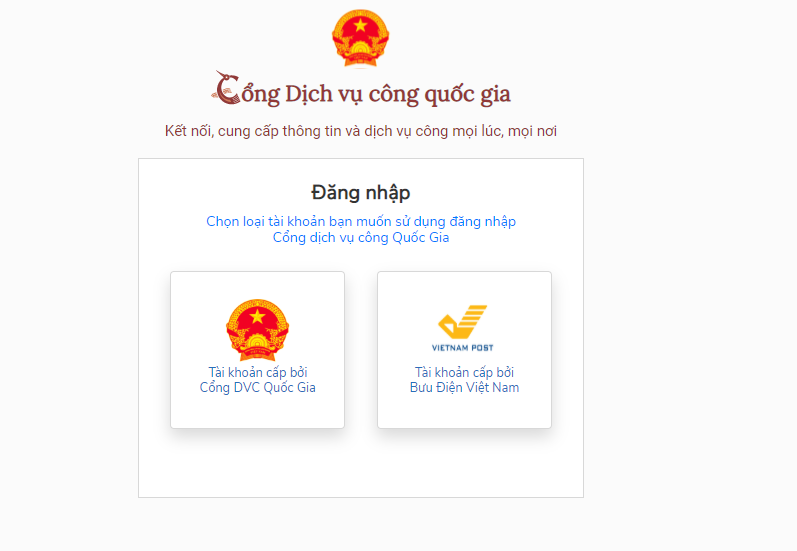 Cổng Dịch vụ công quốc gia
Kết nối, cung cấp thông tin và dịch vụ công mọi lúc, mọi nơi
Đăng nhập
Chọn loại tài khoản bạn muốn sử dụng đăng nhập
Cổng dịch vụ công Quốc Gia
Tài khoản cấp bởi
Cổng DVC Quốc Gia
VIETNAM POST
Tài khoản cấp bởi
Bưu Điện Việt Nam